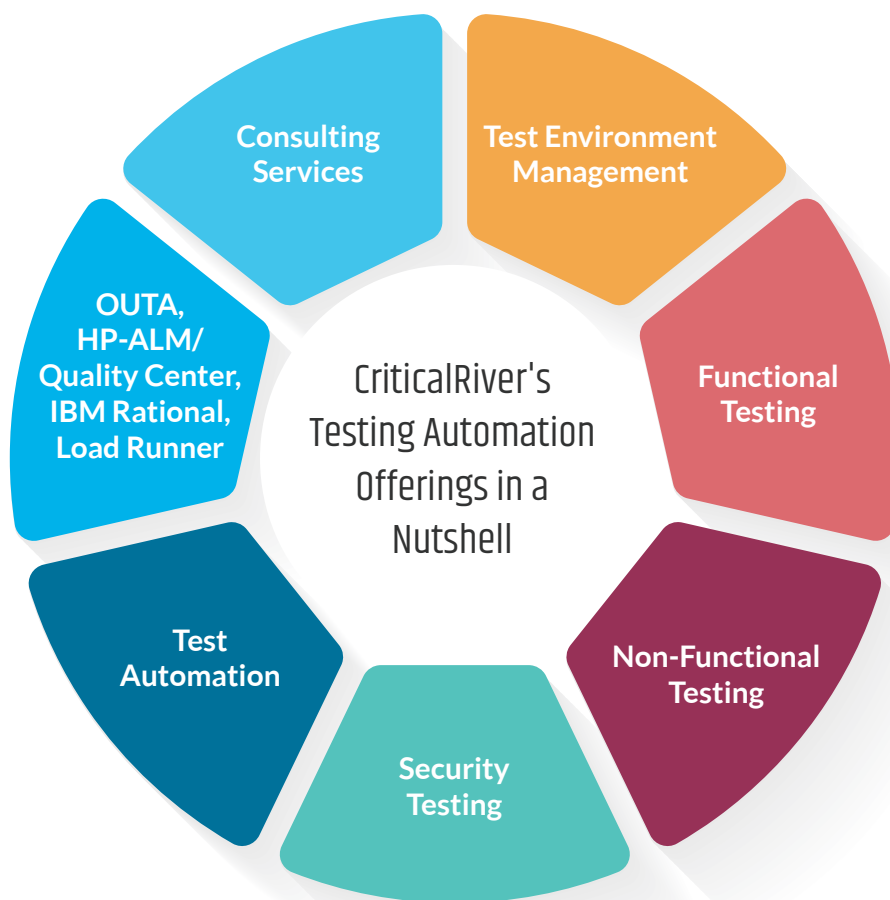 Consulting
Services
Test Environment
Management
OUTA,
HP-ALM/
Quality Center,
IBM Rational,
Load Runner
CriticalRiver's
Testing Automation
Offerings in a
Nutshell
Functional
Testing
Test
Automation
Non-Functional
Testing
Security
Testing